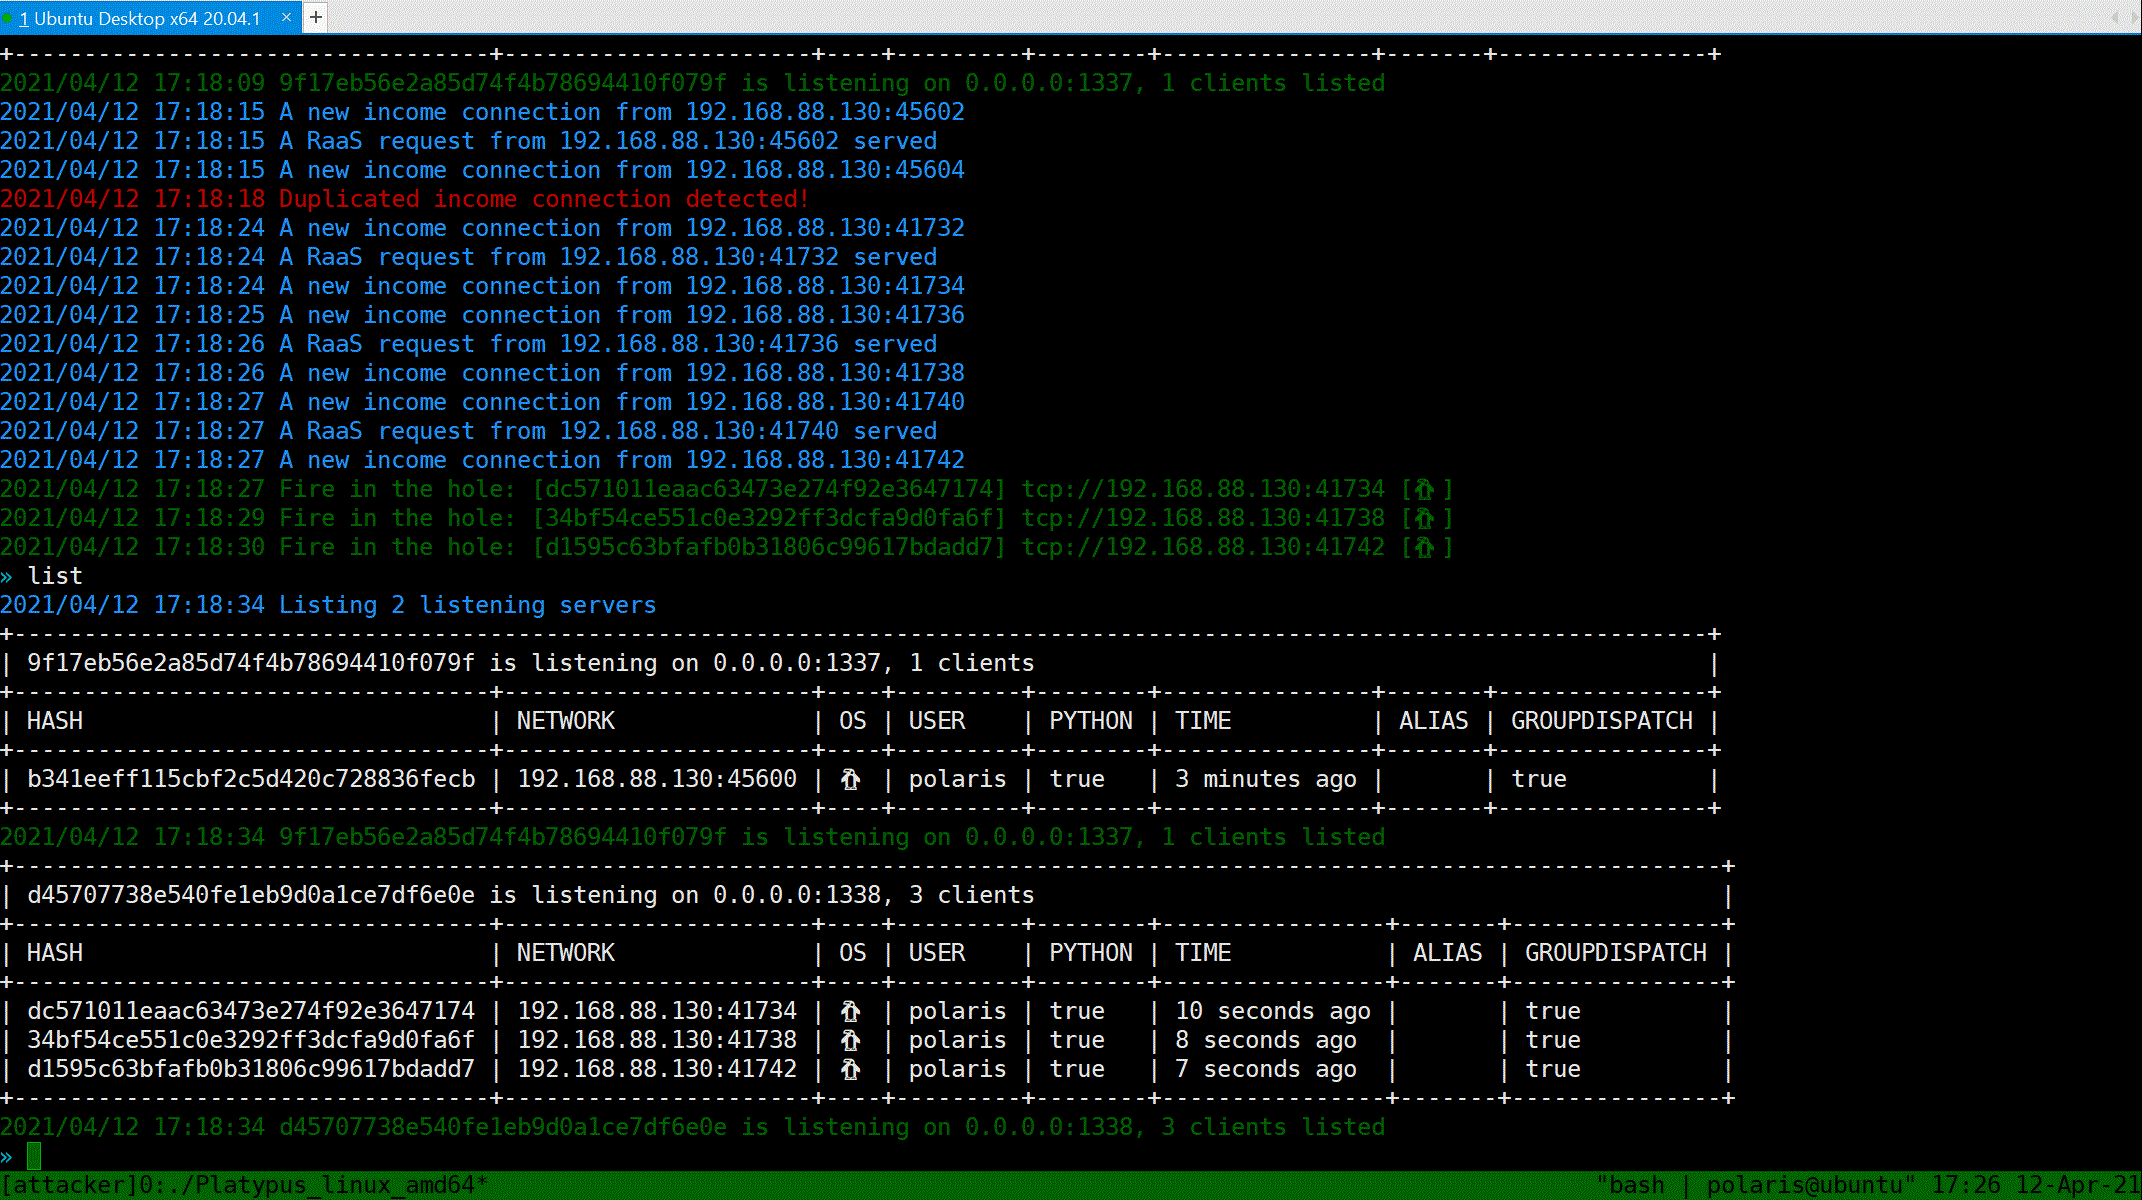 1 Ubuntu Desktop x64 20.04.1 × +
+----------------------------------+----------------------+----+---------+--------+---------------+-------+---------------+
2021/04/12 17:18:09 9f17eb56e2a85d74f4b78694410f079f is listening on 0.0.0.0:1337, 1 clients listed
2021/04/12 17:18:15 A new income connection from 192.168.88.130:45602
2021/04/12 17:18:15 A RaaS request from 192.168.88.130:45602 served
2021/04/12 17:18:15 A new income connection from 192.168.88.130:45604
2021/04/12 17:18:18 Duplicated income connection detected!
2021/04/12 17:18:24 A new income connection from 192.168.88.130:41732
2021/04/12 17:18:24 A RaaS request from 192.168.88.130:41732 served
2021/04/12 17:18:24 A new income connection from 192.168.88.130:41734
2021/04/12 17:18:25 A new income connection from 192.168.88.130:41736
2021/04/12 17:18:26 A RaaS request from 192.168.88.130:41736 served
2021/04/12 17:18:26 A new income connection from 192.168.88.130:41738
2021/04/12 17:18:27 A new income connection from 192.168.88.130:41740
2021/04/12 17:18:27 A RaaS request from 192.168.88.130:41740 served
2021/04/12 17:18:27 A new income connection from 192.168.88.130:41742
2021/04/12 17:18:27 Fire in the hole: [dc571011eaac63473e274f92e3647174] tcp://192.168.88.130:41734 [🐧]
2021/04/12 17:18:29 Fire in the hole: [34bf54ce551c0e3292ff3dcfa9d0fa6f] tcp://192.168.88.130:41738 [🐧]
2021/04/12 17:18:30 Fire in the hole: [d1595c63bfafb0b31806c99617bdadd7] tcp://192.168.88.130:41742 [🐧]
» list
2021/04/12 17:18:34 Listing 2 listening servers
+-------------------------------------------------------------------------------------------------------------------------+
| 9f17eb56e2a85d74f4b78694410f079f is listening on 0.0.0.0:1337, 1 clients |
+----------------------------------+----------------------+----+---------+--------+---------------+-------+---------------+
| HASH | NETWORK | OS | USER | PYTHON | TIME | ALIAS | GROUPDISPATCH |
+----------------------------------+----------------------+----+---------+--------+---------------+-------+---------------+
| b341eeff115cbf2c5d420c728836fecb | 192.168.88.130:45600 | 🐧 | polaris | true | 3 minutes ago | | true |
+----------------------------------+----------------------+----+---------+--------+---------------+-------+---------------+
2021/04/12 17:18:34 9f17eb56e2a85d74f4b78694410f079f is listening on 0.0.0.0:1337, 1 clients listed
+--------------------------------------------------------------------------------------------------------------------------+
| d45707738e540fe1eb9d0a1ce7df6e0e is listening on 0.0.0.0:1338, 3 clients |
+----------------------------------+----------------------+----+---------+--------+----------------+-------+---------------+
| HASH | NETWORK | OS | USER | PYTHON | TIME | ALIAS | GROUPDISPATCH |
+----------------------------------+----------------------+----+---------+--------+----------------+-------+---------------+
| dc571011eaac63473e274f92e3647174 | 192.168.88.130:41734 | 🐧 | polaris | true | 10 seconds ago | | true |
| 34bf54ce551c0e3292ff3dcfa9d0fa6f | 192.168.88.130:41738 | 🐧 | polaris | true | 8 seconds ago | | true |
| d1595c63bfafb0b31806c99617bdadd7 | 192.168.88.130:41742 | 🐧 | polaris | true | 7 seconds ago | | true |
+----------------------------------+----------------------+----+---------+--------+----------------+-------+---------------+
2021/04/12 17:18:34 d45707738e540fe1eb9d0a1ce7df6e0e is listening on 0.0.0.0:1338, 3 clients listed
»
[attacker]0:./Platypus_linux_amd64* "bash | polaris@ubuntu" 17:26 12-Apr-21